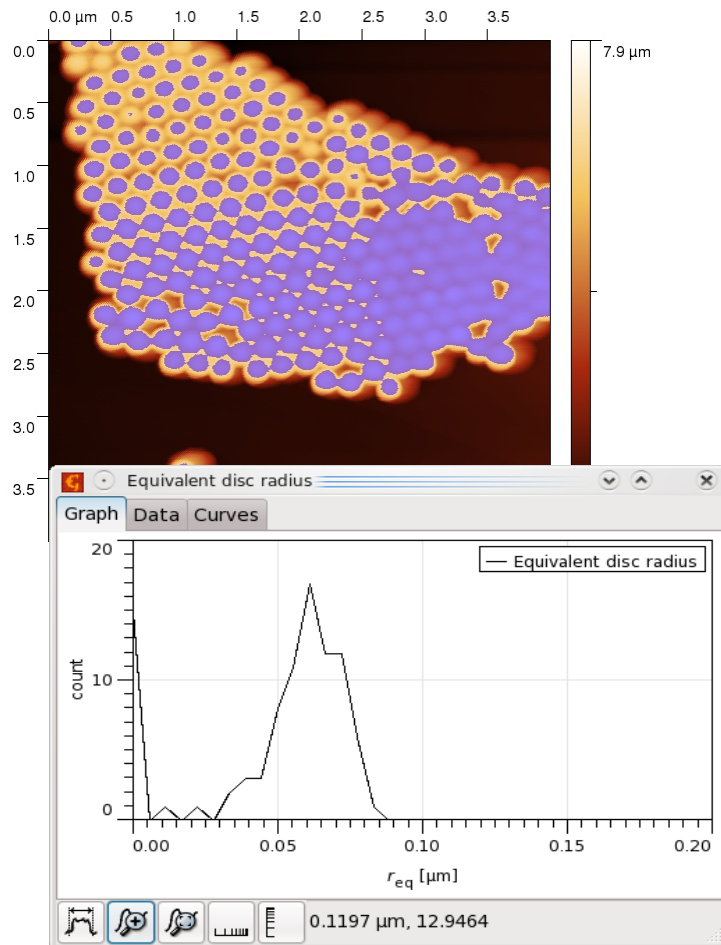 0.0 µm 0.5 1.0 1.5 2.0 2.5 3.0 3.5
0.0
0.5
1.0
1.5
2.0
2.5
3.0
3.5
7.9 µm
Equivalent disc radius
Graph Data Curves
20
10
0
count
Equivalent disc radius
0.00 0.05 0.10 0.15 0.20
req [µm]
0.1197 µm, 12.9464